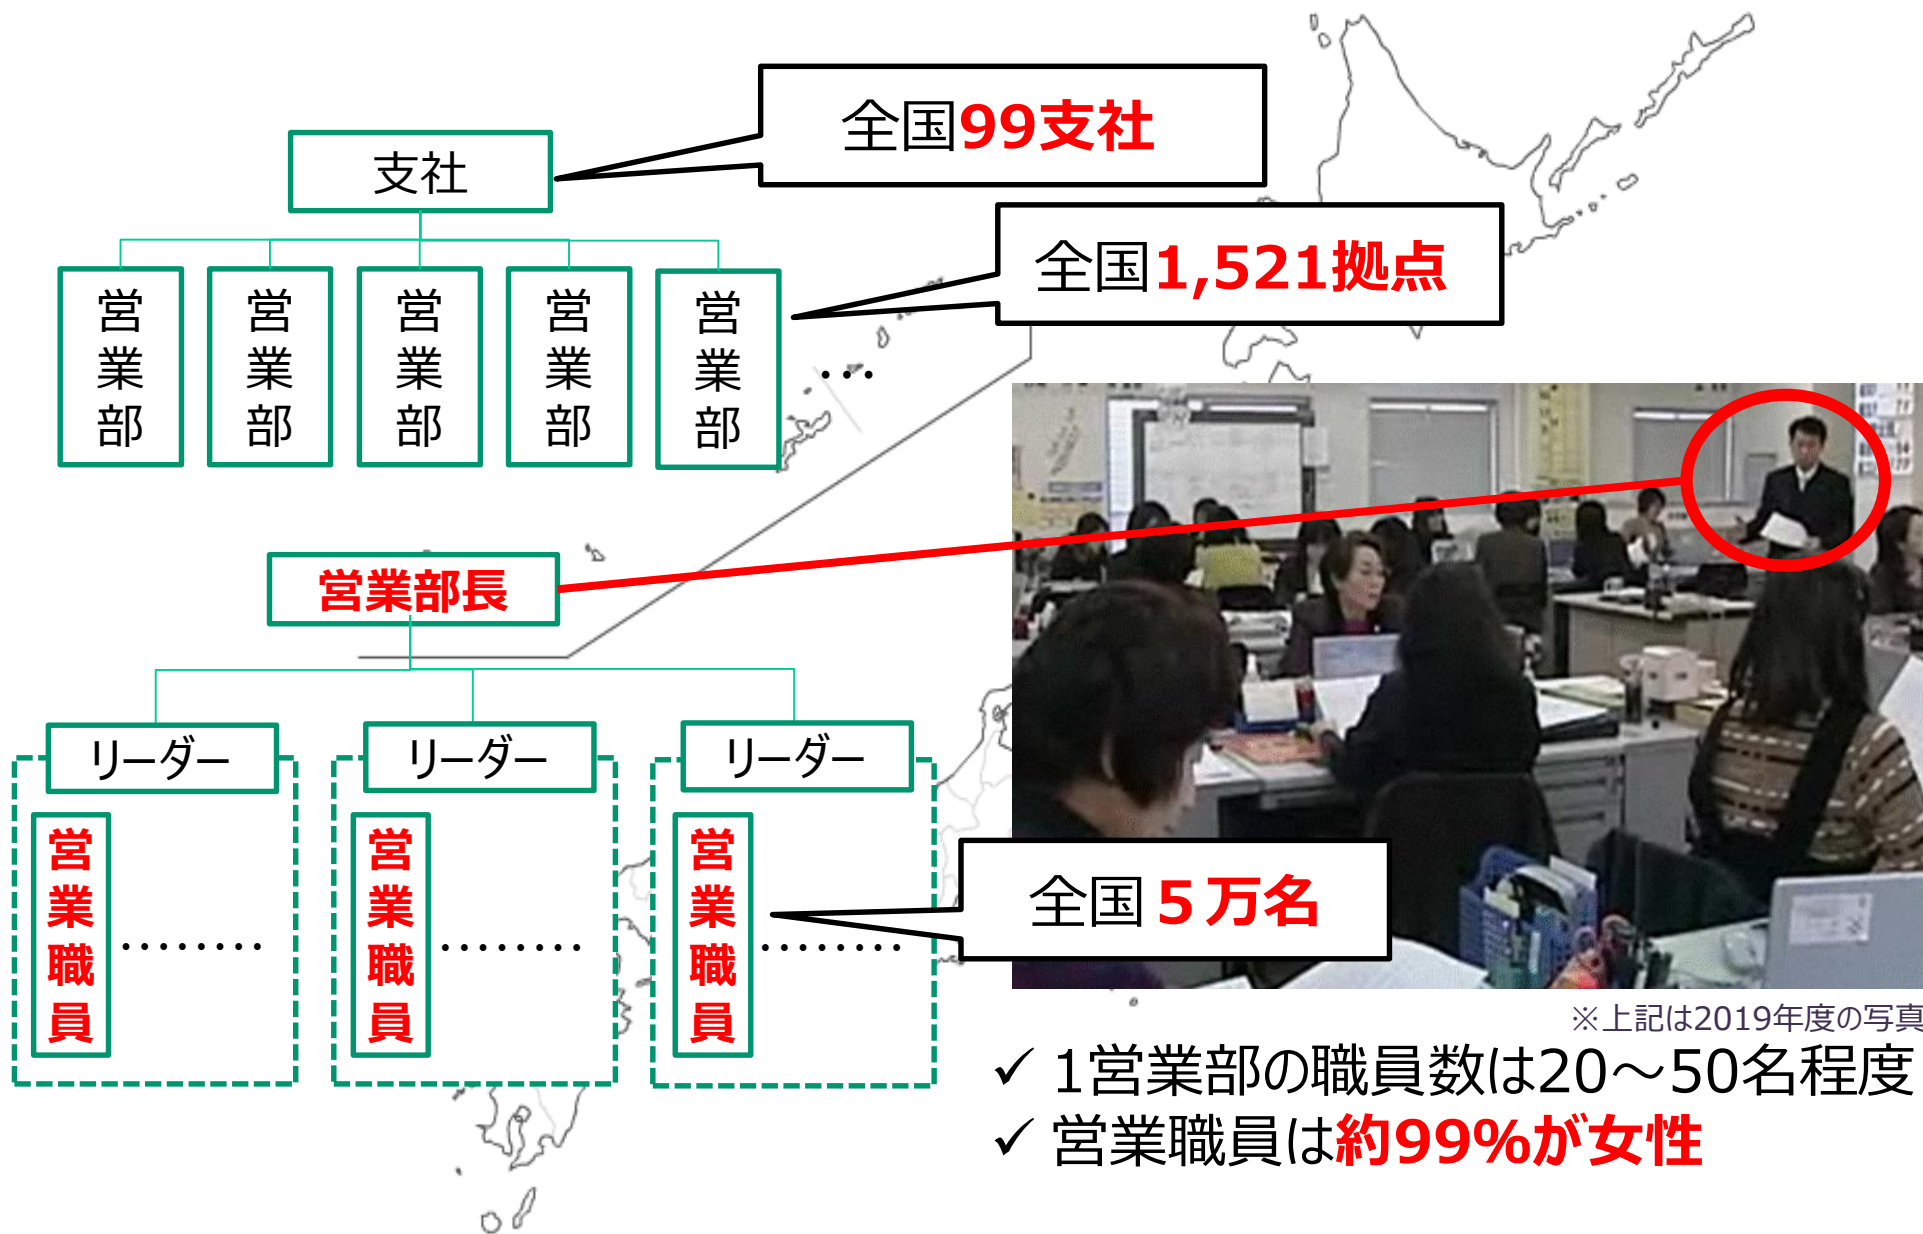 全国99支社
支社
全国1,521拠点
営業部
営業部
営業部
営業部
営業部
…
営業部長
リーダー
リーダー
リーダー
営業職員
………
営業職員
………
営業職員
………
全国５万名
※上記は2019年度の写真
✓ 1営業部の職員数は20～50名程度
✓ 営業職員は約99%が女性